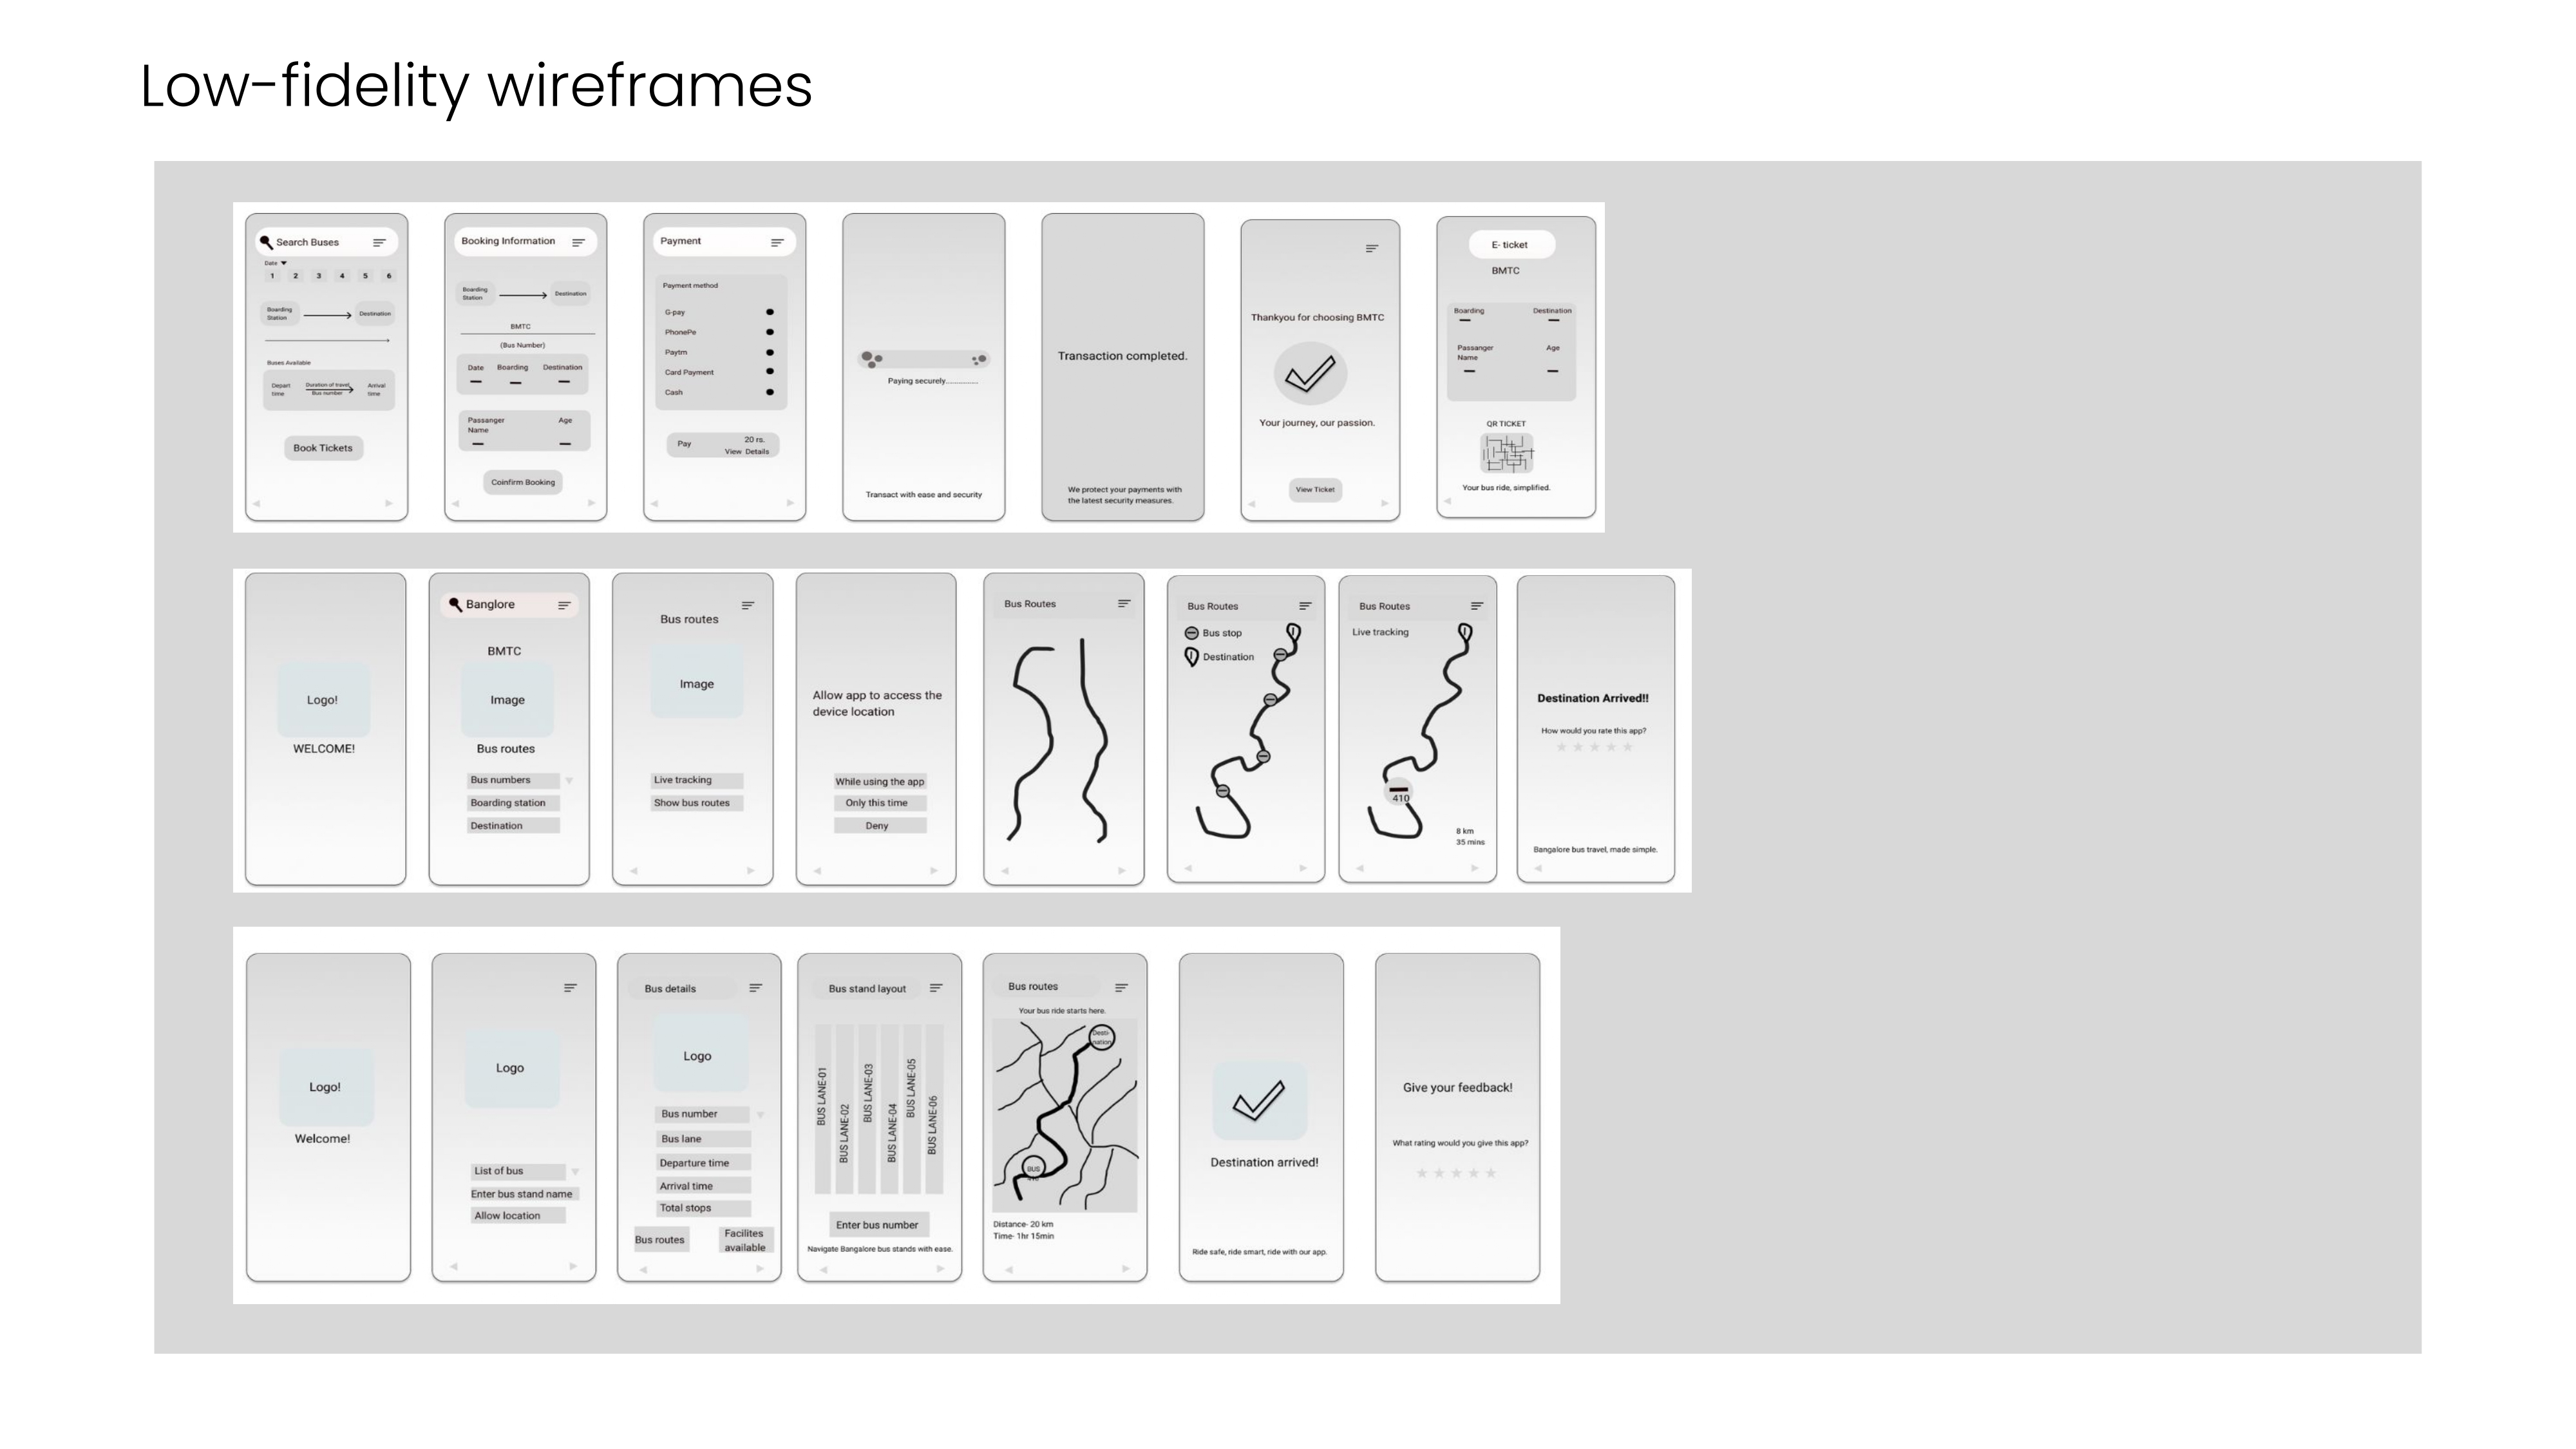 Low-fidelity wireframes
Search Buses
Date
1 2 3 4 5 6
Boarding
Station
Destination
Buses Available
Depart
time
Duration of travel
Bus number
Arrival
time
Book Tickets
Booking Information
Boarding
Station
Destination
BMTC
(Bus Number)
Date Boarding Destination
Passanger
Name
Age
Coinfirm Booking
Payment
Payment method
G-pay
PhonePe
Paytm
Card Payment
Cash
Pay
20 rs.
View Details
Paying securely..............
Transact with ease and security
Transaction completed.
We protect your payments with
the latest security measures.
Thankyou for choosing BMTC
Your journey, our passion.
View Ticket
E- ticket
BMTC
Boarding
Destination
Passanger
Name
Age
QR TICKET
Your bus ride, simplified.
Logo!
WELCOME!
Banglore
BMTC
Image
Bus routes
Bus numbers
Boarding station
Destination
Bus routes
Image
Live tracking
Show bus routes
Allow app to access the
device location
While using the app
Only this time
Deny
Bus Routes
Bus Routes
Bus stop
Destination
Bus Routes
Live tracking
410
8 km
35 mins
Destination Arrived!!
How would you rate this app?
Bangalore bus travel, made simple.
Logo!
Welcome!
Logo
List of bus
Enter bus stand name
Allow location
Bus details
Logo
Bus number
Bus lane
Departure time
Arrival time
Total stops
Bus routes
Facilites
available
Bus stand layout
BUS LANE-01
BUS LANE-02
BUS LANE-03
BUS LANE-04
BUS LANE-05
BUS LANE-06
Enter bus number
Navigate Bangalore bus stands with ease.
Bus routes
Your bus ride starts here.
Desti-
nation
BUS
Distance- 20 km
Time- 1hr 15min
Destination arrived!
Ride safe, ride smart, ride with our app.
Give your feedback!
What rating would you give this app?